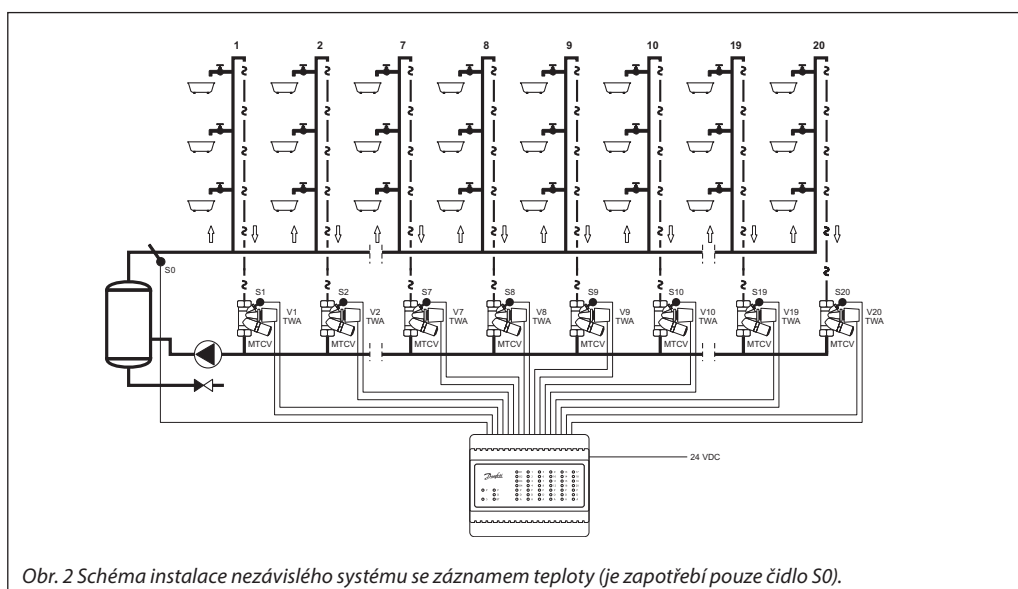 1 2 7 8 9 10 19 20
S0
S1 S2 S7 S8 S9 S10 S19 S20
V1 V2 V7 V8 V9 V10 V19 V20
TWA TWA TWA TWA TWA TWA TWA TWA
MTCV MTCV MTCV MTCV MTCV MTCV MTCV MTCV
24 VDC
Danfoss
Obr. 2 Schéma instalace nezávislého systému se záznamem teploty (je zapotřebí pouze čidlo S0).